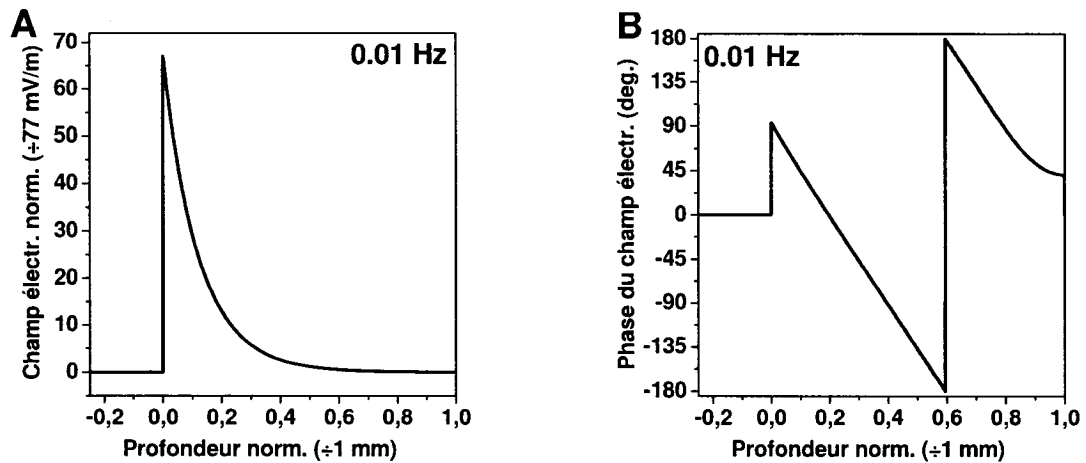 A
0.01 Hz
Champ électr. norm. (÷77 mV/m)
70
60
50
40
30
20
10
0
-0,2 0,0 0,2 0,4 0,6 0,8 1,0
Profondeur norm. (÷1 mm)
B
0.01 Hz
Phase du champ électr. (deg.)
180
135
90
45
0
-45
-90
-135
-180
-0,2 0,0 0,2 0,4 0,6 0,8 1,0
Profondeur norm. (÷1 mm)